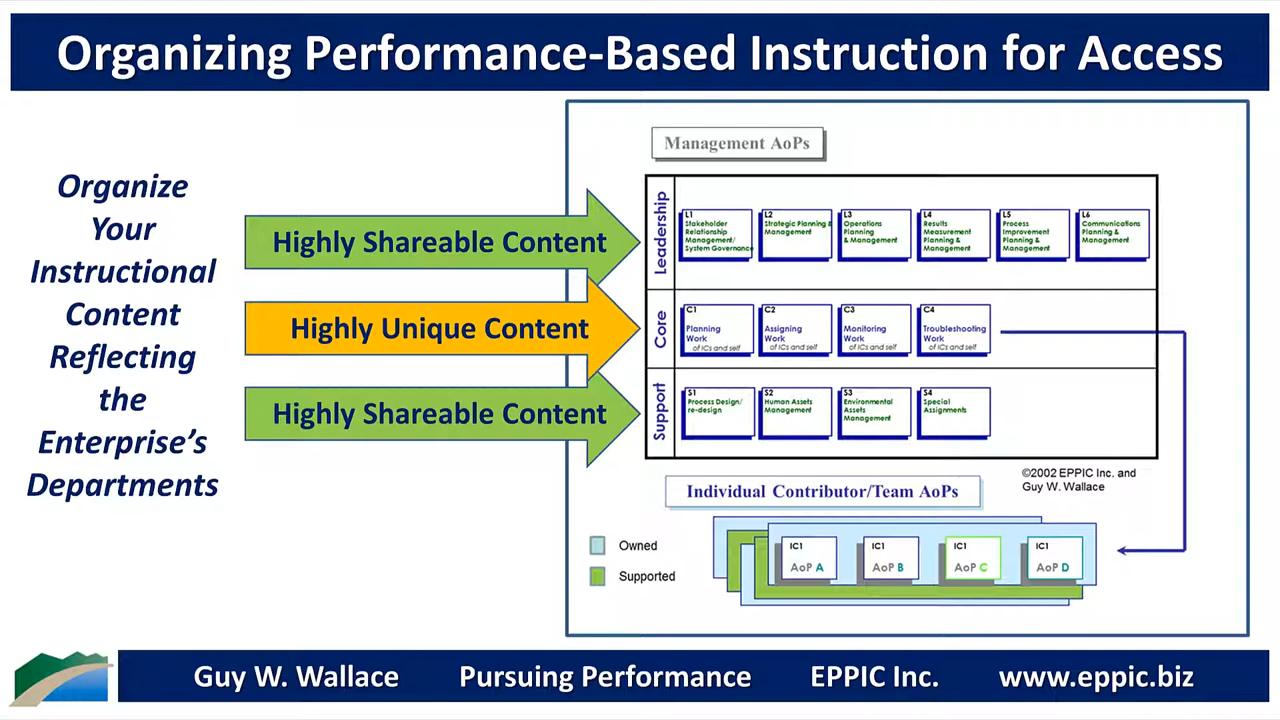 Organizing Performance-Based Instruction for Access
Organize
Your
Instructional
Content
Reflecting
the
Enterprise's
Departments
Highly Shareable Content
Highly Unique Content
Highly Shareable Content
Management AoPs
Leadership
L1
Stakeholder
Relationship
Management/
System Governance
L2
Strategic Planning &
Management
L3
Operations
Planning
& Management
L4
Results
Measurement
Planning &
Management
L5
Process
Improvement
Planning &
Management
L6
Communications
Planning &
Management
Core
C1
Planning
Work
of ICs and self
C2
Assigning
Work
of ICs and self
C3
Monitoring
Work
of ICs and self
C4
Troubleshooting
Work
of ICs and self
Support
S1
Process Design/
re-design
S2
Human Assets
Management
S3
Environmental
Assets
Management
S4
Special
Assignments
©2002 EPPIC Inc. and
Guy W. Wallace
Individual Contributor/Team AoPs
Owned
Supported
IC1
AoP A
IC1
AoP B
IC1
AoP C
IC1
AoP D
Guy W. Wallace Pursuing Performance EPPIC Inc. www.eppic.biz